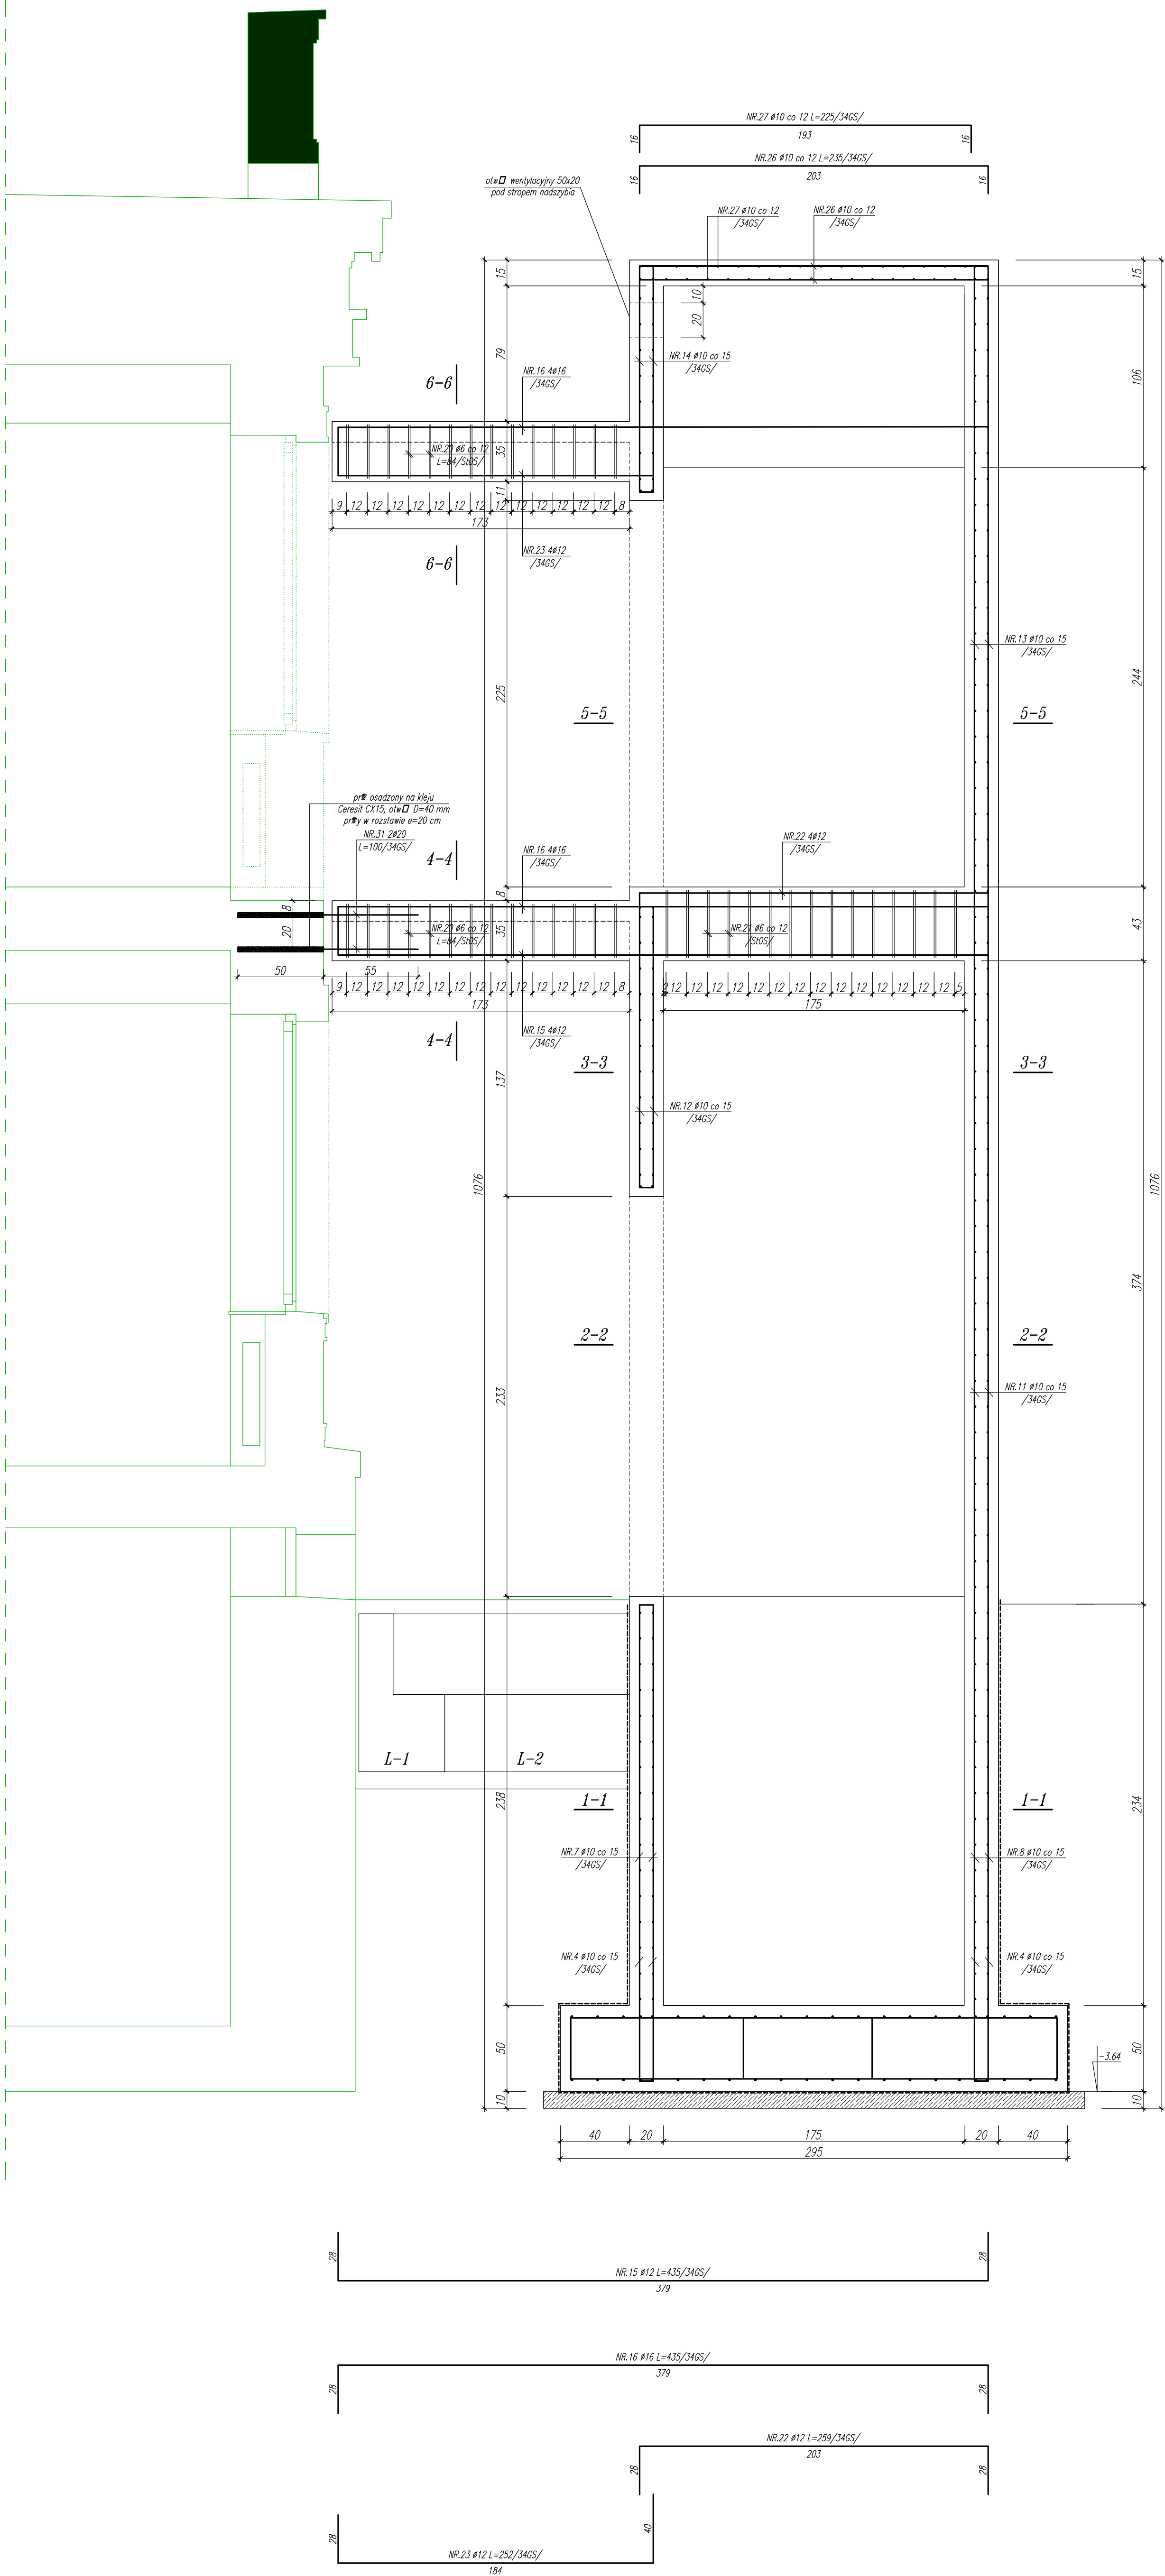 NR.27 ø10 co 12 L=225/34GS/
16
193
16
NR.26 ø10 co 12 L=235/34GS/
16
203
16
otw□ wentylacyjny 50x20
pod stropem nadszybia
NR.27 ø10 co 12
/34GS/
NR.26 ø10 co 12
/34GS/
15
15
10
20
79
NR.14 ø10 co 15
/34GS/
106
6-6
NR.16 4ø16
/34GS/
NR.20 ø6 co 12
L=84/St0S/
35
11
9 12 12 12 12 12 12 12 12 12 12 12 12 12 8
173
6-6
NR.23 4ø12
/34GS/
NR.13 ø10 co 15
/34GS/
225
244
5-5
5-5
pr osadzony na kleju
Ceresit CX15, otw□ D=40 mm
pr y w rozstawie e=20 cm
NR.31 2ø20
L=100/34GS/
4-4
NR.16 4ø16
/34GS/
NR.22 4ø12
/34GS/
8
8
20
35
NR.20 ø6 co 12
L=84/St0S/
NR.21 ø6 co 12
/St0S/
43
50
55
9 12 12 12 12 12 12 12 12 12 12 12 12 12 8
173
2 12 12 12 12 12 12 12 12 12 12 12 12 12 12 5
175
4-4
NR.15 4ø12
/34GS/
3-3
3-3
137
NR.12 ø10 co 15
/34GS/
1076
1076
374
2-2
2-2
233
NR.11 ø10 co 15
/34GS/
L-1
L-2
238
1-1
1-1
234
NR.7 ø10 co 15
/34GS/
NR.8 ø10 co 15
/34GS/
NR.4 ø10 co 15
/34GS/
NR.4 ø10 co 15
/34GS/
50
50
-3.64
10
10
40 20 175 20 40
295
28
NR.15 ø12 L=435/34GS/
28
379
NR.16 ø16 L=435/34GS/
28
379
28
NR.22 ø12 L=259/34GS/
28
203
28
28
NR.23 ø12 L=252/34GS/
40
184